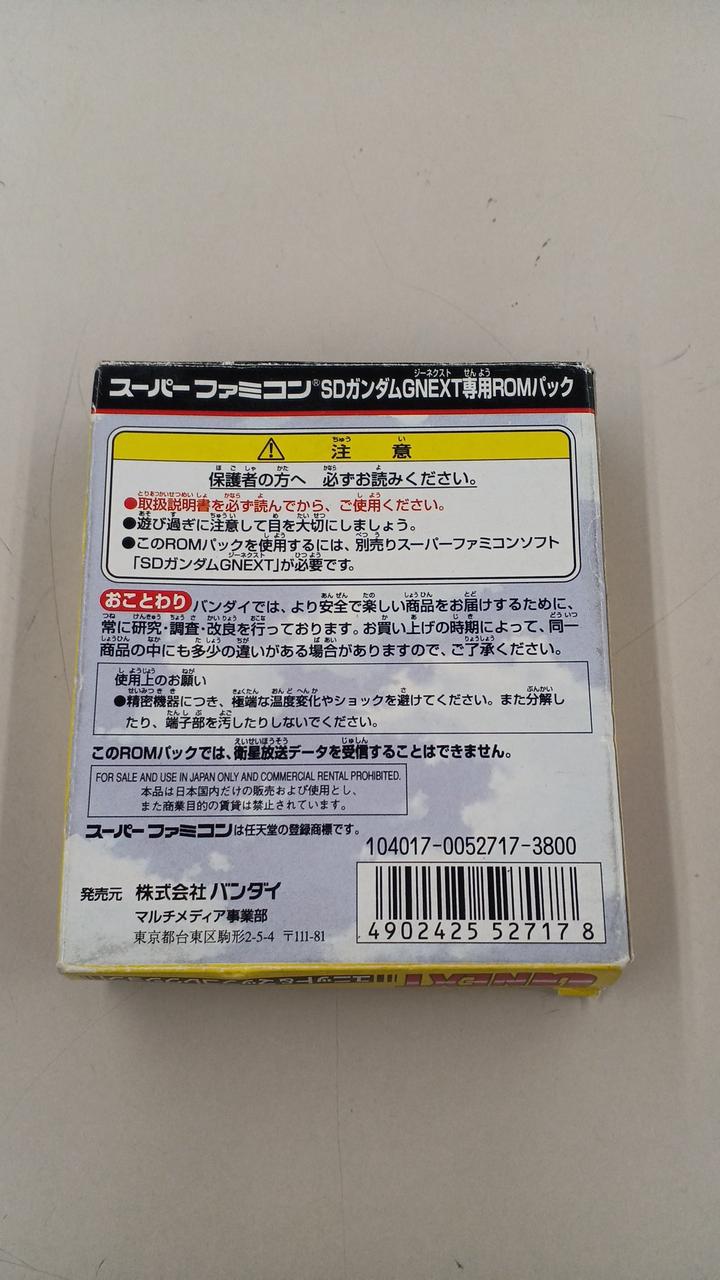 スーパーファミコン® SDガンダムGNEXT専用ROMパック
注意
保護者の方へ 必ずお読みください。
●取扱説明書を必ず読んでから、ご使用ください。
●遊び過ぎに注意して目を大切にしましょう。
●このROMパックを使用するには、別売りスーパーファミコンソフト
「SDガンダムGNEXT」が必要です。
おことわり バンダイでは、より安全で楽しい商品をお届けするために、
常に研究・調査・改良を行っております。お買い上げの時期によって、同一
商品の中にも多少の違いがある場合がありますので、ご了承ください。
使用上のお願い
●精密機器につき、極端な温度変化やショックを避けてください。また分解し
たり、端子部を汚したりしないでください。
このROMパックでは、衛星放送データを受信することはできません。
FOR SALE AND USE IN JAPAN ONLY AND COMMERCIAL RENTAL PROHIBITED.
本品は日本国内だけの販売および使用とし、
また商業目的の賃貸は禁止されています。
スーパーファミコンは任天堂の登録商標です。
104017-0052717-3800
発売元 株式会社バンダイ
マルチメディア事業部
東京都台東区駒形2-5-4 〒111-81
4902425 527178
GNEXT